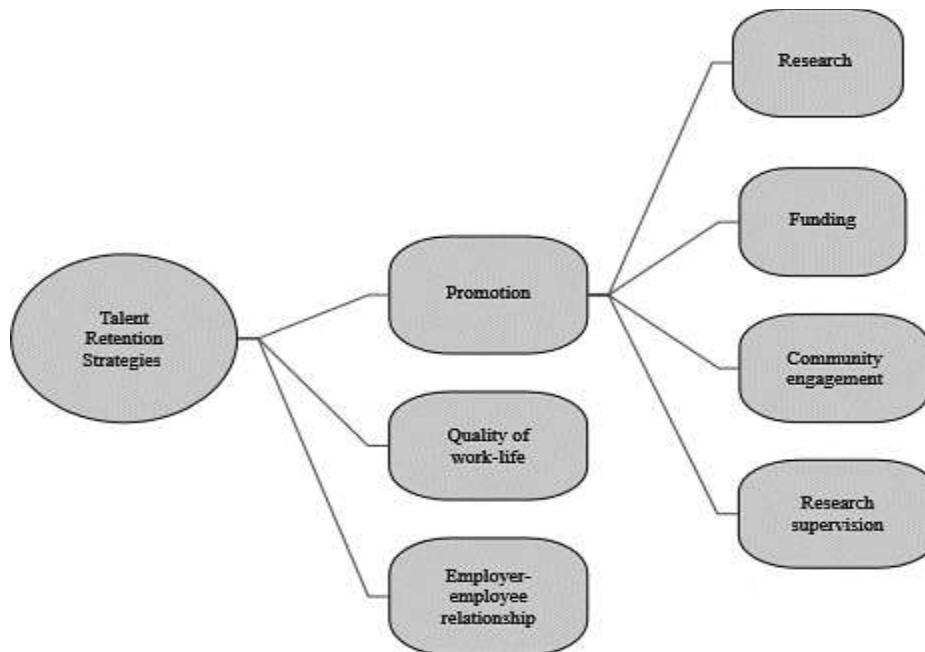 Talent
Retention
Strategies
Promotion
Quality of
work-life
Employer-
employee
relationship
Research
Funding
Community
engagement
Research
supervision